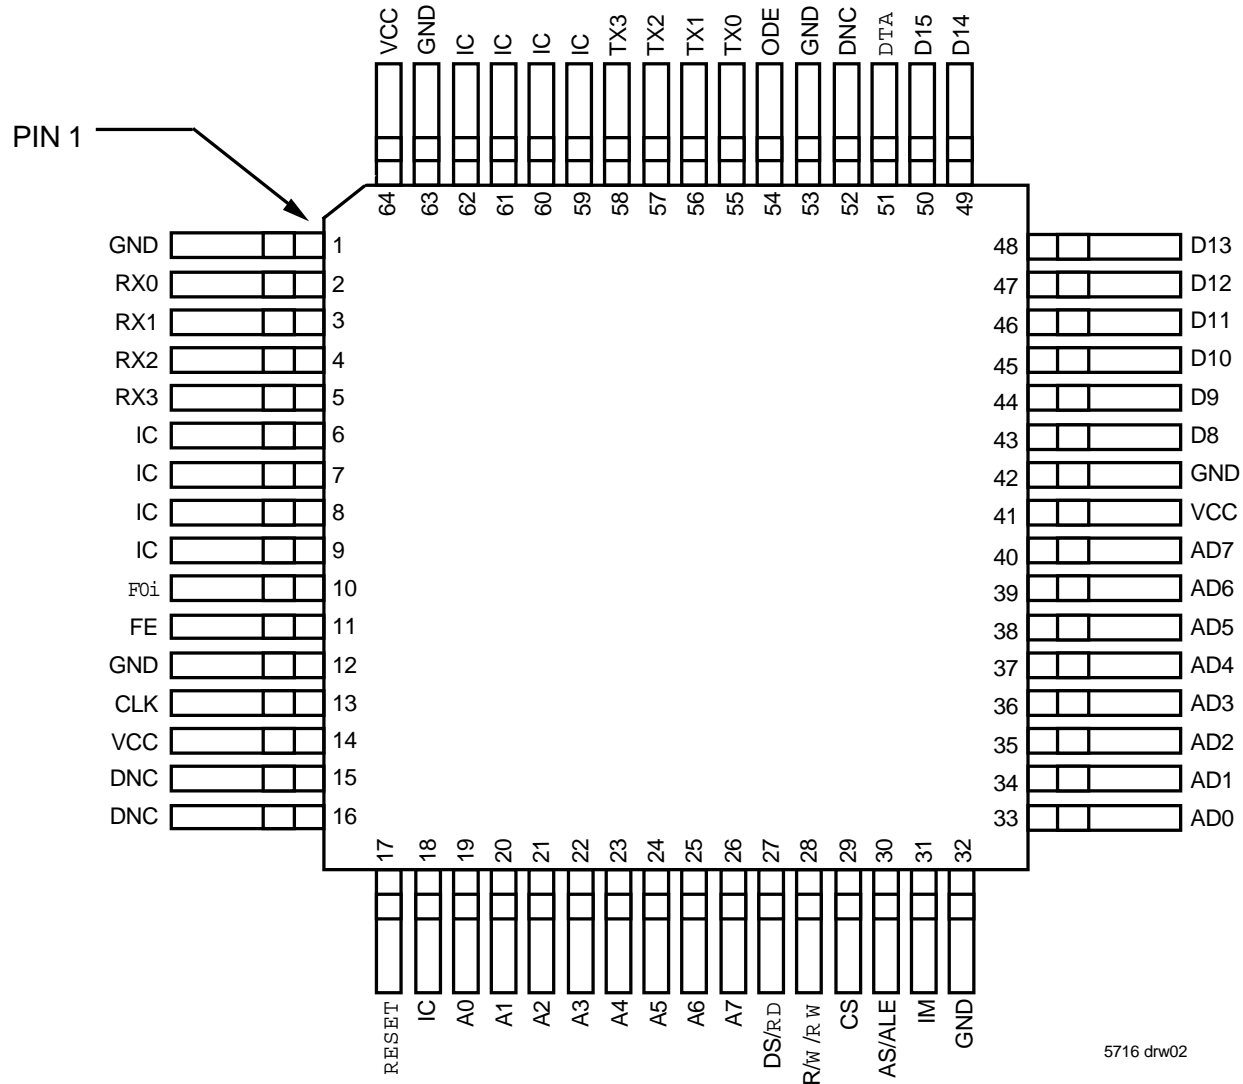 VCC
GND
IC
IC
IC
IC
TX3
TX2
TX1
TX0
ODE
GND
DNC
DTA
D15
D14
PIN 1
64
63
62
61
60
59
58
57
56
55
54
53
52
51
50
49
GND 1
RX0 2
RX1 3
RX2 4
RX3 5
IC 6
IC 7
IC 8
IC 9
F0i 10
FE 11
GND 12
CLK 13
VCC 14
DNC 15
DNC 16
48 D13
47 D12
46 D11
45 D10
44 D9
43 D8
42 GND
41 VCC
40 AD7
39 AD6
38 AD5
37 AD4
36 AD3
35 AD2
34 AD1
33 AD0
17
18
19
20
21
22
23
24
25
26
27
28
29
30
31
32
RESET
IC
A0
A1
A2
A3
A4
A5
A6
A7
DS/RD
R/W/RW
CS
AS/ALE
IM
GND
5716 drw02